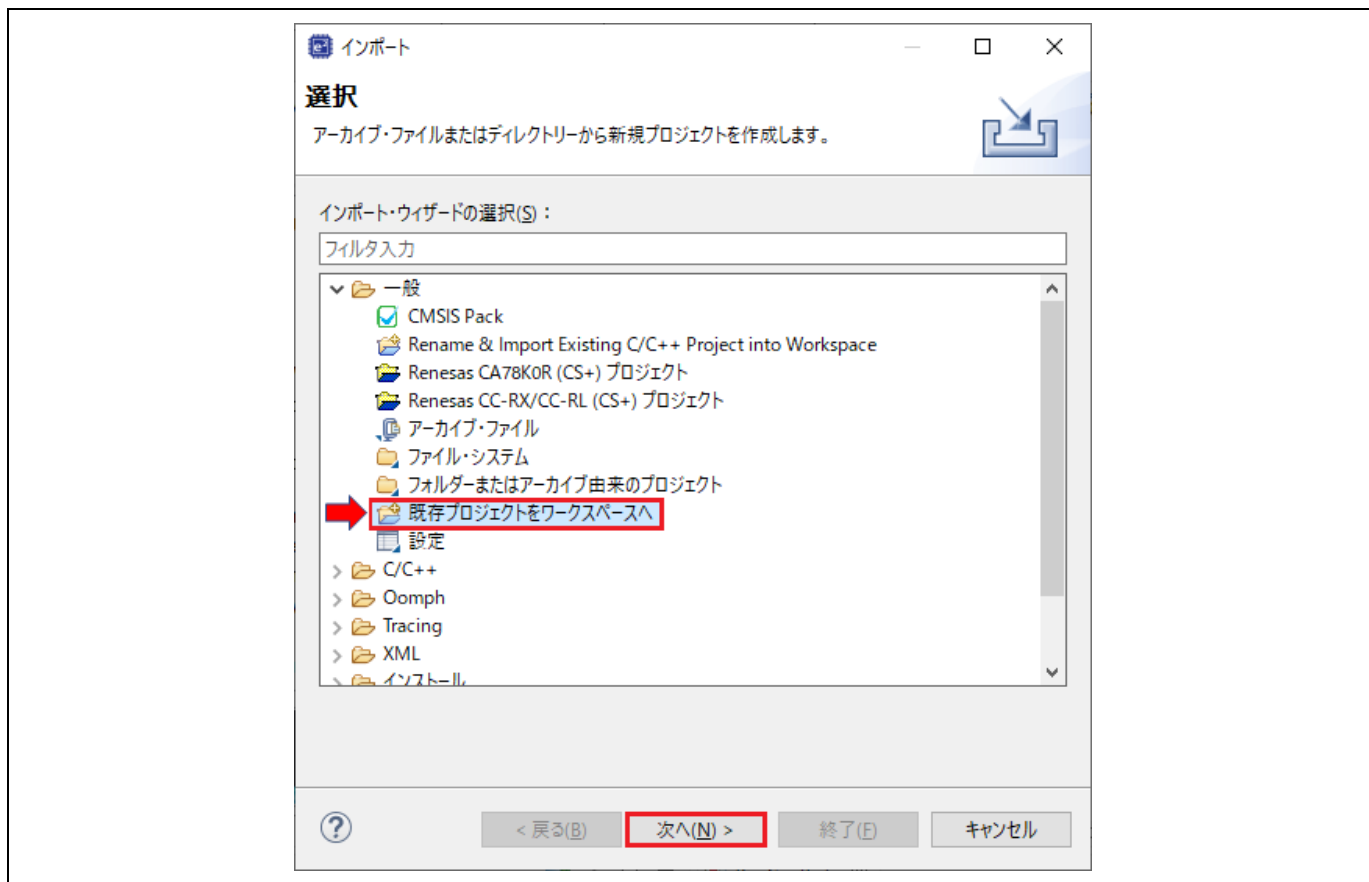 インポート
選択
アーカイブ・ファイルまたはディレクトリーから新規プロジェクトを作成します。
インポート・ウィザードの選択(S)：
フィルタ入力
一般
CMSIS Pack
Rename & Import Existing C/C++ Project into Workspace
Renesas CA78K0R (CS+) プロジェクト
Renesas CC-RX/CC-RL (CS+) プロジェクト
アーカイブ・ファイル
ファイル・システム
フォルダーまたはアーカイブ由来のプロジェクト
既存プロジェクトをワークスペースへ
設定
C/C++
Oomph
Tracing
XML
インストール
< 戻る(B) 次へ(N) > 終了(F) キャンセル